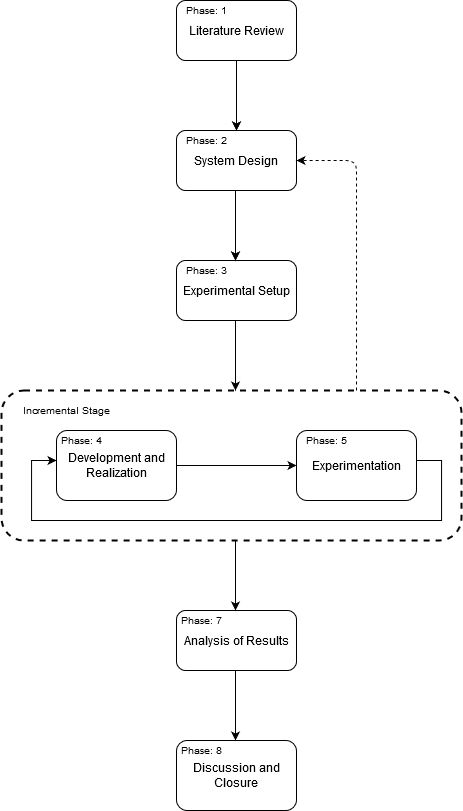 Phase: 1
Literature Review
Phase: 2
System Design
Phase: 3
Experimental Setup
Incremental Stage
Phase: 4
Development and
Realization
Phase: 5
Experimentation
Phase: 7
Analysis of Results
Phase: 8
Discussion and
Closure